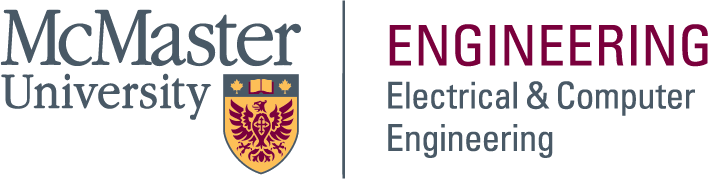 McMaster
University
ENGINEERING
Electrical & Computer
Engineering